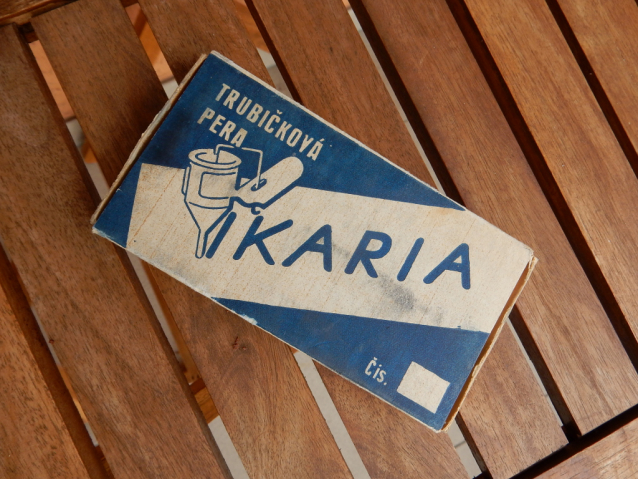 TRUBIČKOVÁ
PERA
IKARIA
Čís.